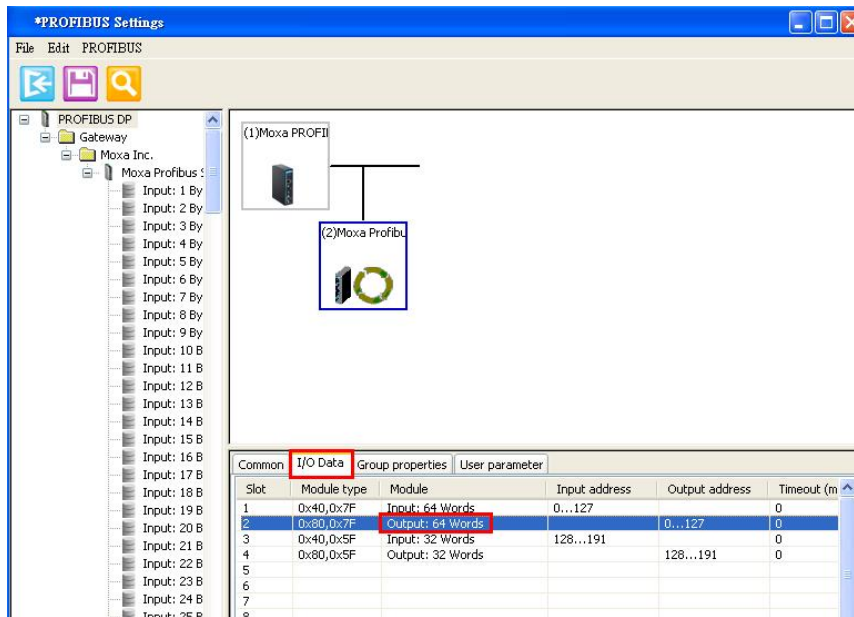 *PROFIBUS Settings
File Edit PROFIBUS
PROFIBUS DP
Gateway
Moxa Inc.
Moxa Profibus S
Input: 1 By
Input: 2 By
Input: 3 By
Input: 4 By
Input: 5 By
Input: 6 By
Input: 7 By
Input: 8 By
Input: 9 By
Input: 10 B
Input: 11 B
Input: 12 B
Input: 13 B
Input: 14 B
Input: 15 B
Input: 16 B
Input: 17 B
Input: 18 B
Input: 19 B
Input: 20 B
Input: 21 B
Input: 22 B
Input: 23 B
Input: 24 B
Input: 25 B
(1)Moxa PROFI
(2)Moxa Profibu
Common I/O Data Group properties User parameter
Slot Module type Module Input address Output address Timeout (m
1 0x40,0x7F Input: 64 Words 0...127 0
2 0x80,0x7F Output: 64 Words 0...127 0
3 0x40,0x5F Input: 32 Words 128...191 0
4 0x80,0x5F Output: 32 Words 128...191 0
5
6
7
8